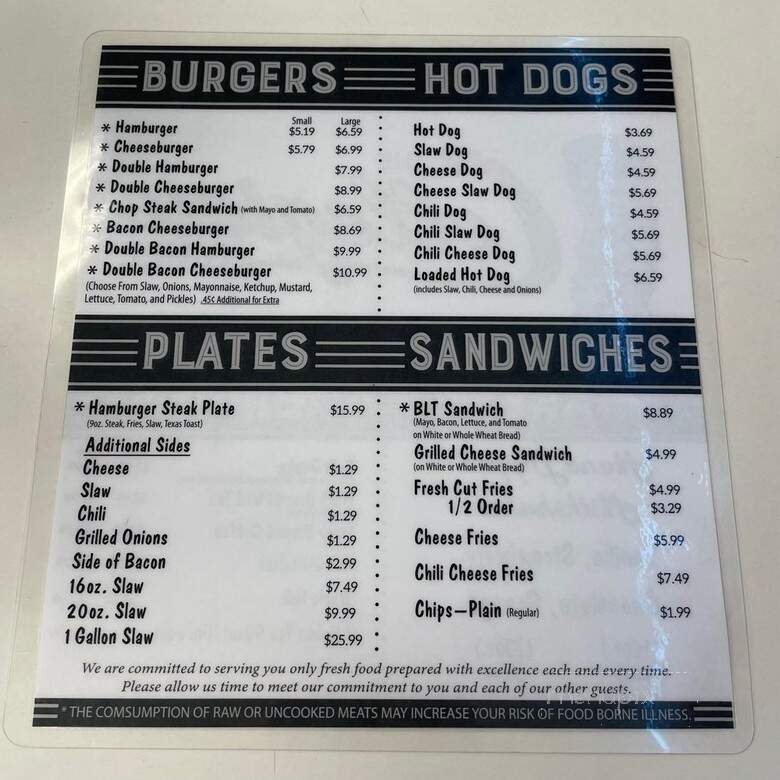 BURGERS
Small Large
* Hamburger $5.19 $6.59
* Cheeseburger $5.79 $6.99
* Double Hamburger $7.99
* Double Cheeseburger $8.99
* Chop Steak Sandwich (with Mayo and Tomato) $6.59
* Bacon Cheeseburger $8.69
* Double Bacon Hamburger $9.99
* Double Bacon Cheeseburger $10.99
(Choose From Slaw, Onions, Mayonnaise, Ketchup, Mustard,
Lettuce, Tomato, and Pickles) .45¢ Additional for Extra
HOT DOGS
Hot Dog $3.69
Slaw Dog $4.59
Cheese Dog $4.59
Cheese Slaw Dog $5.69
Chili Dog $4.59
Chili Slaw Dog $5.69
Chili Cheese Dog $5.69
Loaded Hot Dog $6.59
(includes Slaw, Chili, Cheese and Onions)
PLATES
* Hamburger Steak Plate $15.99
(9oz. Steak, Fries, Slaw, Texas Toast)
Additional Sides
Cheese $1.29
Slaw $1.29
Chili $1.29
Grilled Onions $1.29
Side of Bacon $2.99
16oz. Slaw $7.49
20oz. Slaw $9.99
1 Gallon Slaw $25.99
SANDWICHES
* BLT Sandwich $8.89
(Mayo, Bacon, Lettuce, and Tomato
on White or Whole Wheat Bread)
Grilled Cheese Sandwich $4.99
(on White or Whole Wheat Bread)
Fresh Cut Fries $4.99
1/2 Order $3.29
Cheese Fries $5.99
Chili Cheese Fries $7.49
Chips—Plain (Regular) $1.99
We are committed to serving you only fresh food prepared with excellence each and every time.
Please allow us time to meet our commitment to you and each of our other guests.
* THE COMSUMPTION OF RAW OR UNCOOKED MEATS MAY INCREASE YOUR RISK OF FOOD BORNE ILLNESS.